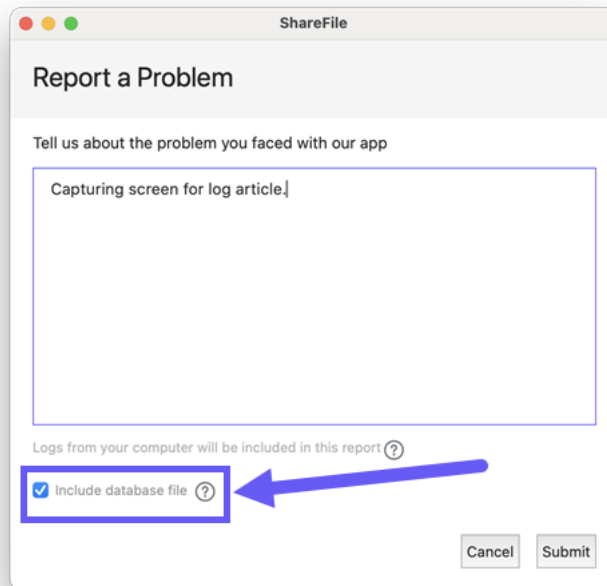 ShareFile
Report a Problem
Tell us about the problem you faced with our app
Capturing screen for log article.
Logs from your computer will be included in this report ?
Include database file ?
Cancel Submit